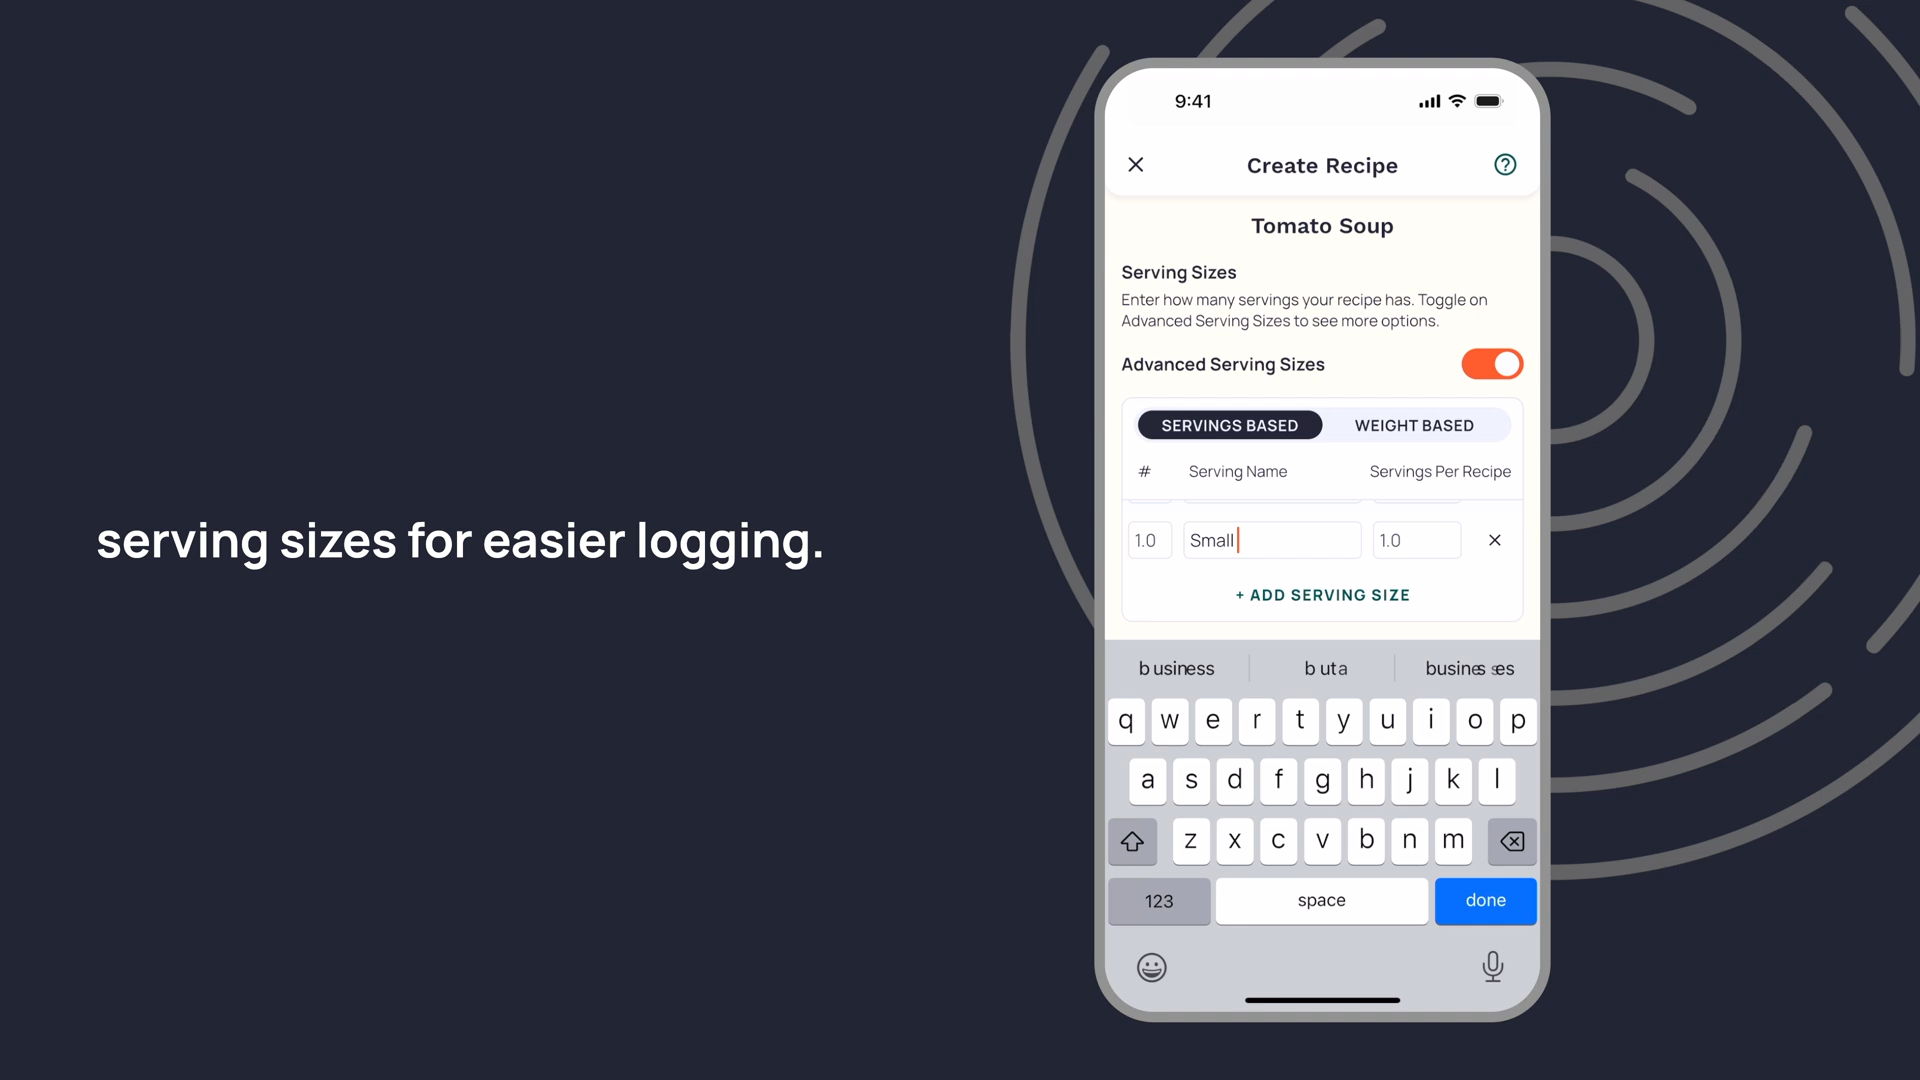 serving sizes for easier logging.
9:41
Create Recipe
Tomato Soup
Serving Sizes
Enter how many servings your recipe has. Toggle on
Advanced Serving Sizes to see more options.
Advanced Serving Sizes
SERVINGS BASED WEIGHT BASED
# Serving Name Servings Per Recipe
1.0 Small 1.0
+ ADD SERVING SIZE
business buta businesses
q w e r t y u i o p
a s d f g h j k l
z x c v b n m
123 space done